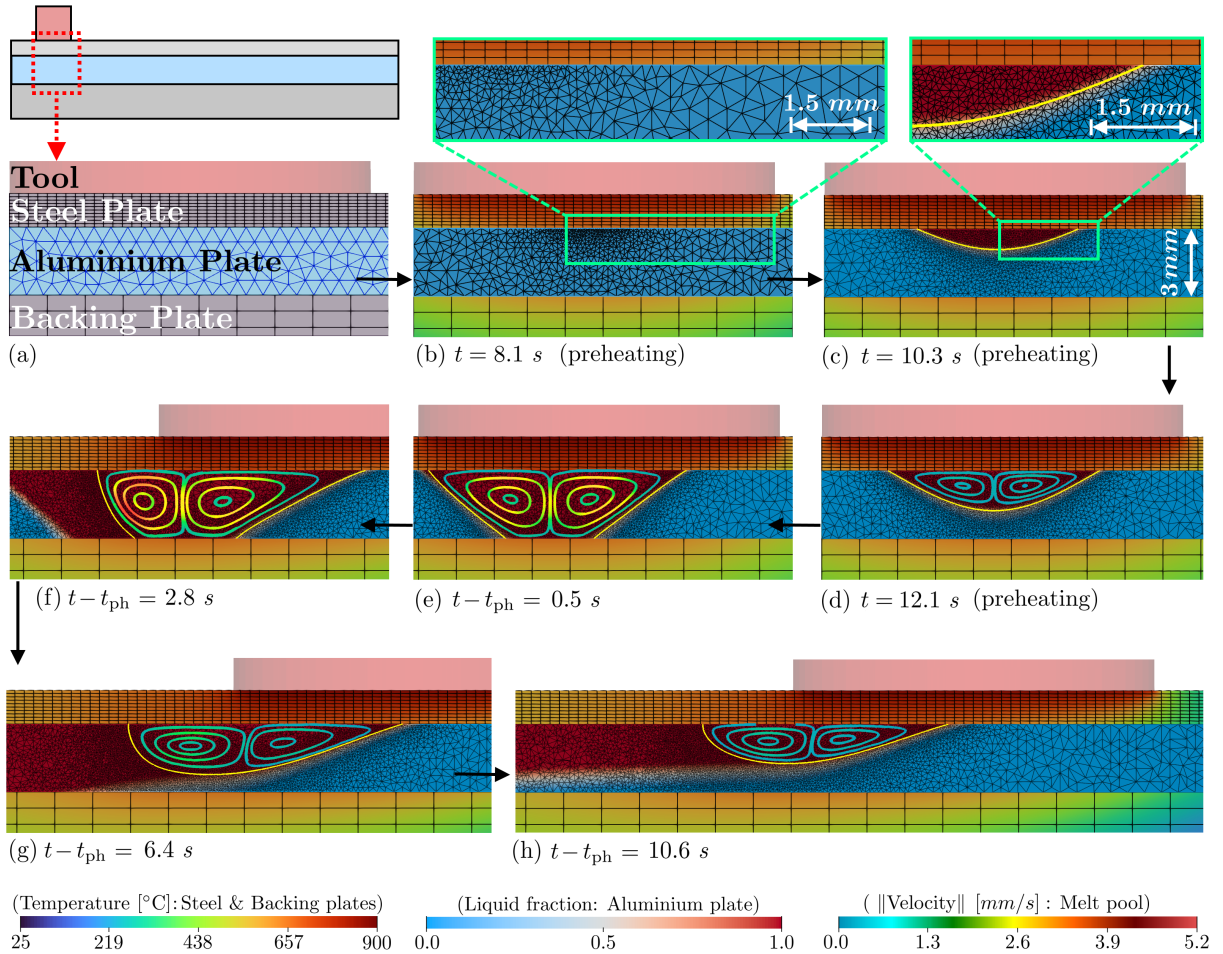 1.5 mm
1.5 mm
Tool
Steel Plate
Aluminium Plate
Backing Plate
3 mm
(a)
(b) t = 8.1 s (preheating)
(c) t = 10.3 s (preheating)
(f) t − t_ph = 2.8 s
(e) t − t_ph = 0.5 s
(d) t = 12.1 s (preheating)
(g) t − t_ph = 6.4 s
(h) t − t_ph = 10.6 s
(Temperature [°C]: Steel & Backing plates)
25 219 438 657 900
(Liquid fraction: Aluminium plate)
0.0 0.5 1.0
( ‖Velocity‖ [mm/s] : Melt pool)
0.0 1.3 2.6 3.9 5.2